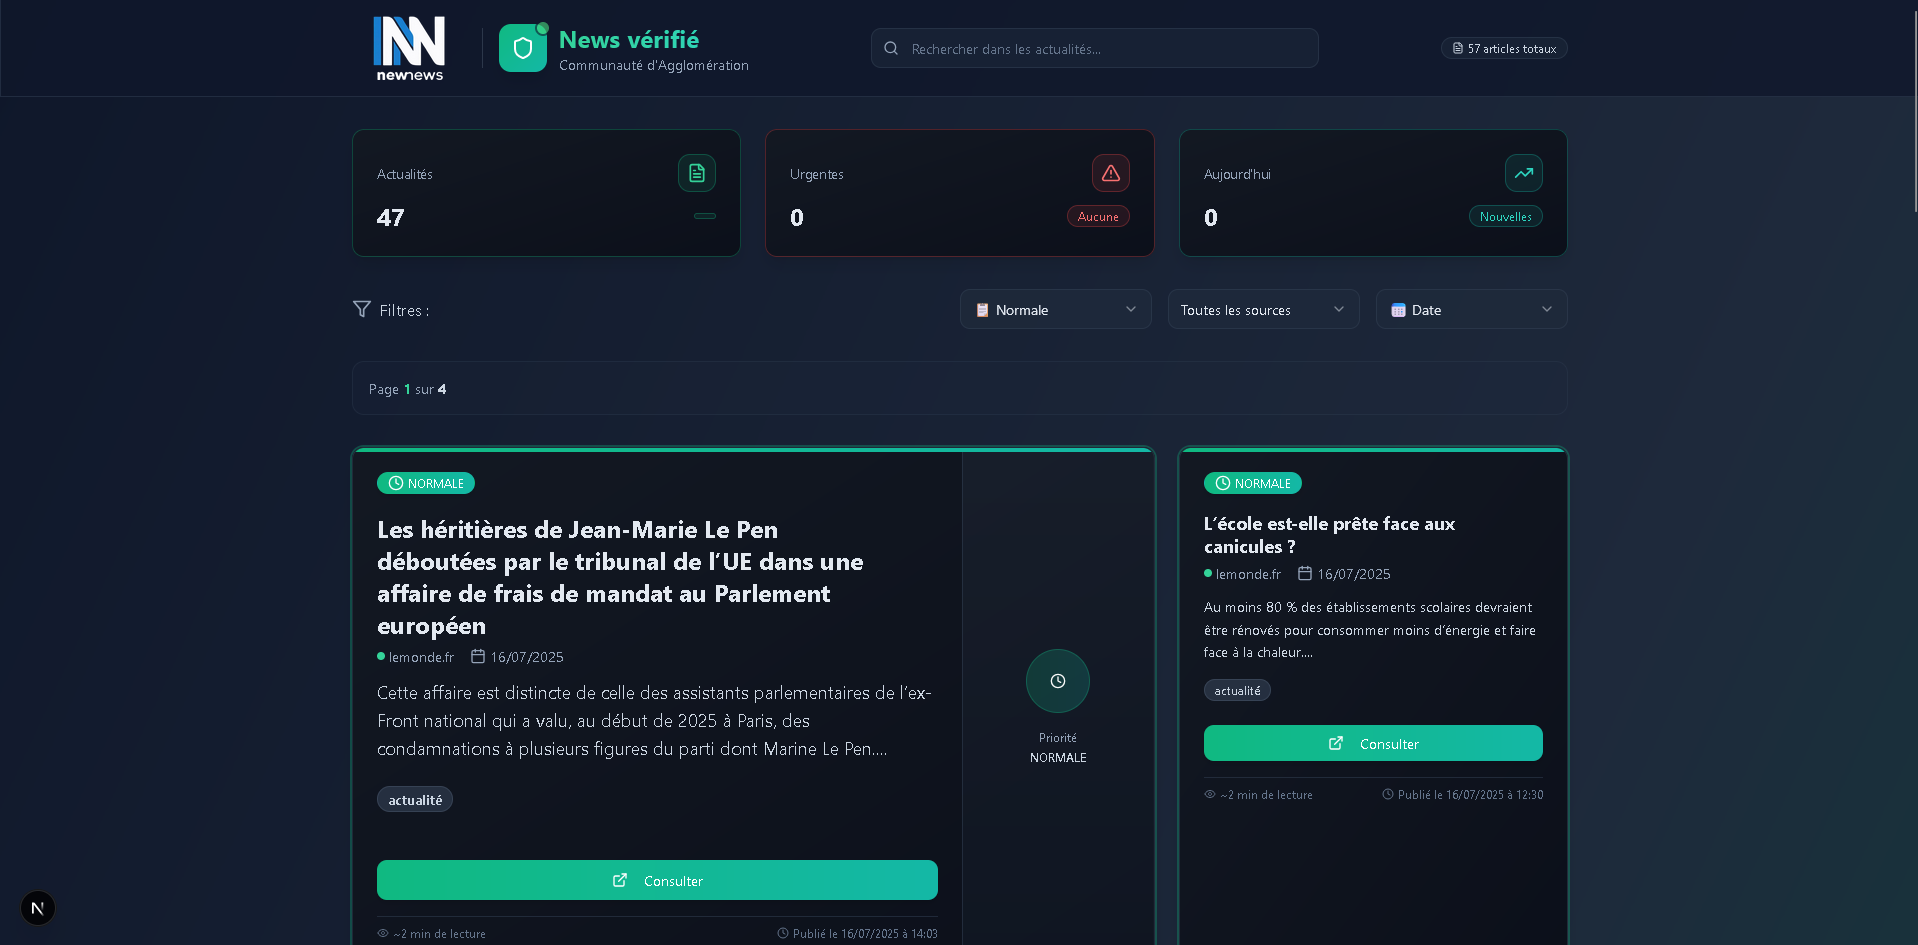 newnews
News vérifié
Communauté d'Agglomération
Rechercher dans les actualités...
57 articles totaux
Actualités
47
Urgentes
0
Aucune
Aujourd'hui
0
Nouvelles
Filtres :
Normale
Toutes les sources
Date
Page 1 sur 4
NORMALE
Les héritières de Jean-Marie Le Pen
déboutées par le tribunal de l’UE dans une
affaire de frais de mandat au Parlement
européen
lemonde.fr
16/07/2025
Cette affaire est distincte de celle des assistants parlementaires de l’ex-
Front national qui a valu, au début de 2025 à Paris, des
condamnations à plusieurs figures du parti dont Marine Le Pen....
actualité
Consulter
~2 min de lecture
Publié le 16/07/2025 à 14:03
Priorité
NORMALE
NORMALE
L’école est-elle prête face aux
canicules ?
lemonde.fr
16/07/2025
Au moins 80 % des établissements scolaires devraient
être rénovés pour consommer moins d’énergie et faire
face à la chaleur....
actualité
Consulter
~2 min de lecture
Publié le 16/07/2025 à 12:30
N